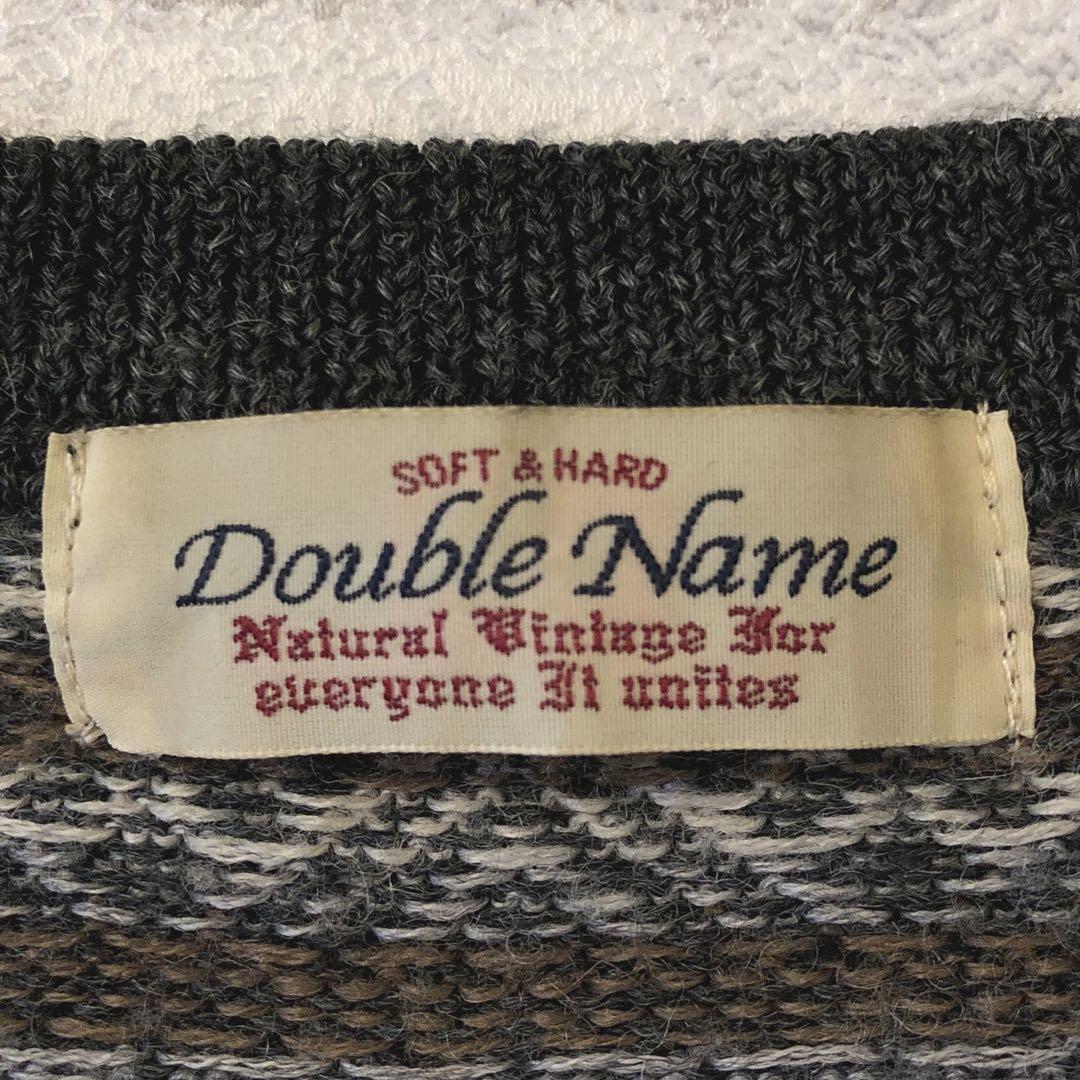 SOFT & HARD
Double Name
Natural Vintage For
everyone It unites